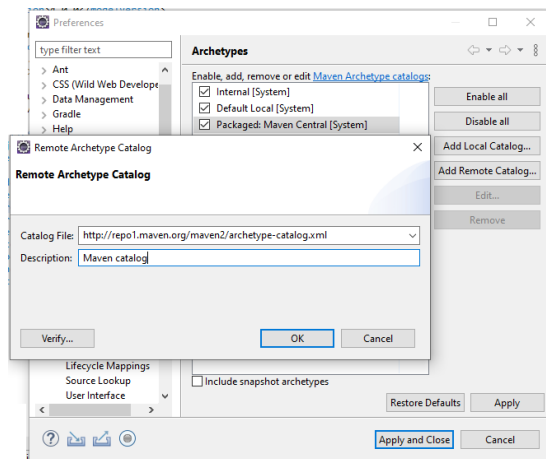 Preferences
type filter text
Archetypes
Ant
CSS (Wild Web Develope
Data Management
Gradle
Help
Enable, add, remove or edit Maven Archetype catalogs:
Internal [System]
Default Local [System]
Packaged: Maven Central [System]
Enable all
Disable all
Add Local Catalog...
Add Remote Catalog...
Edit...
Remove
Remote Archetype Catalog
Remote Archetype Catalog
Catalog File: http://repo1.maven.org/maven2/archetype-catalog.xml
Description: Maven catalog
Verify...
OK
Cancel
Lifecycle Mappings
Source Lookup
User Interface
Include snapshot archetypes
Restore Defaults
Apply
Apply and Close
Cancel